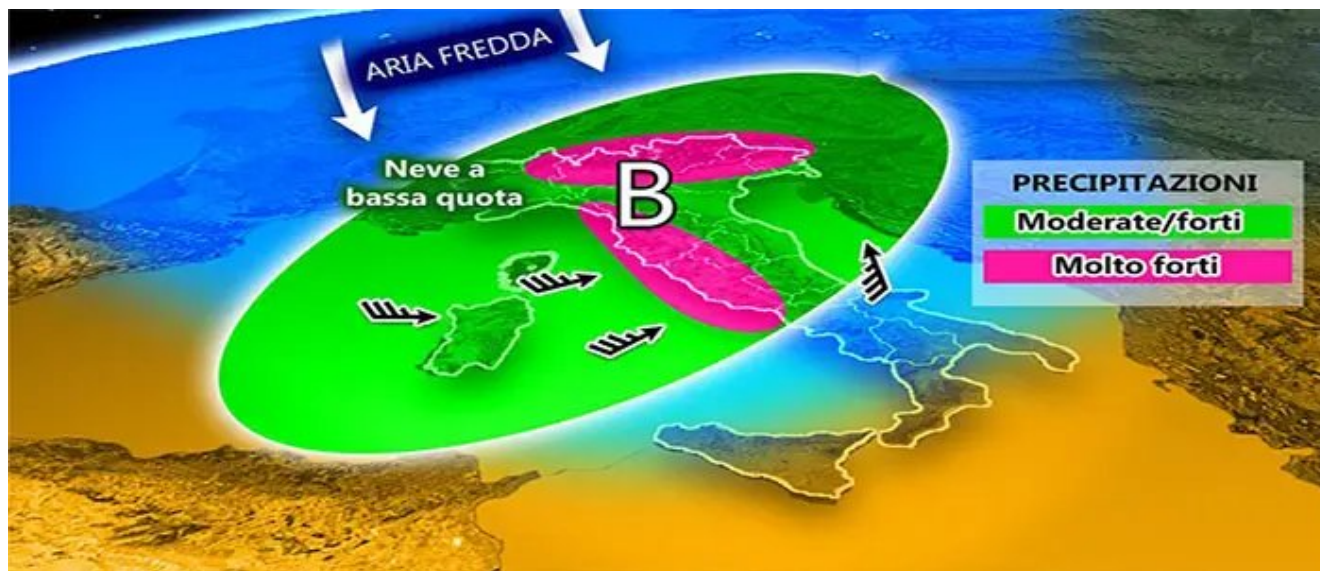 ARIA FREDDA
Neve a
bassa quota
B
PRECIPITAZIONI
Moderate/forti
Molto forti